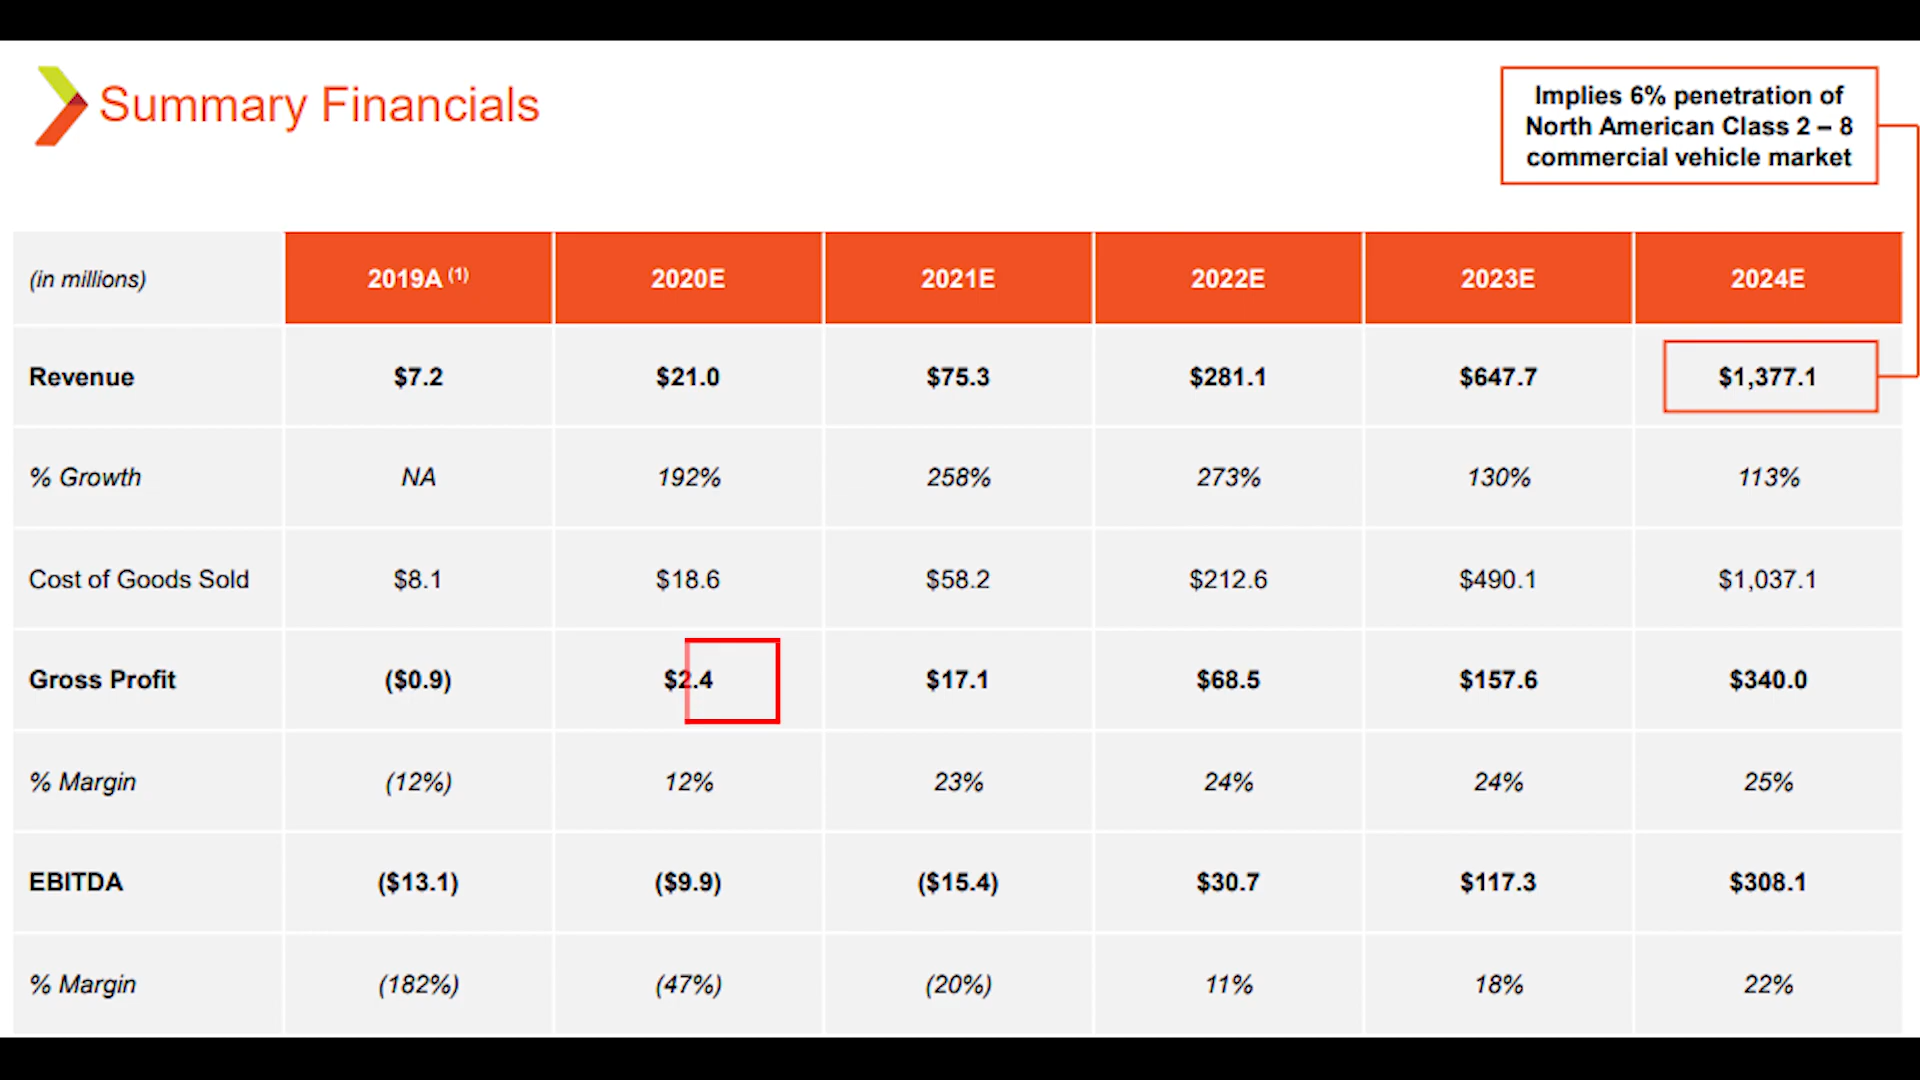 Summary Financials
Implies 6% penetration of
North American Class 2 – 8
commercial vehicle market
(in millions) 2019A (1) 2020E 2021E 2022E 2023E 2024E
Revenue $7.2 $21.0 $75.3 $281.1 $647.7 $1,377.1
% Growth NA 192% 258% 273% 130% 113%
Cost of Goods Sold $8.1 $18.6 $58.2 $212.6 $490.1 $1,037.1
Gross Profit ($0.9) $2.4 $17.1 $68.5 $157.6 $340.0
% Margin (12%) 12% 23% 24% 24% 25%
EBITDA ($13.1) ($9.9) ($15.4) $30.7 $117.3 $308.1
% Margin (182%) (47%) (20%) 11% 18% 22%